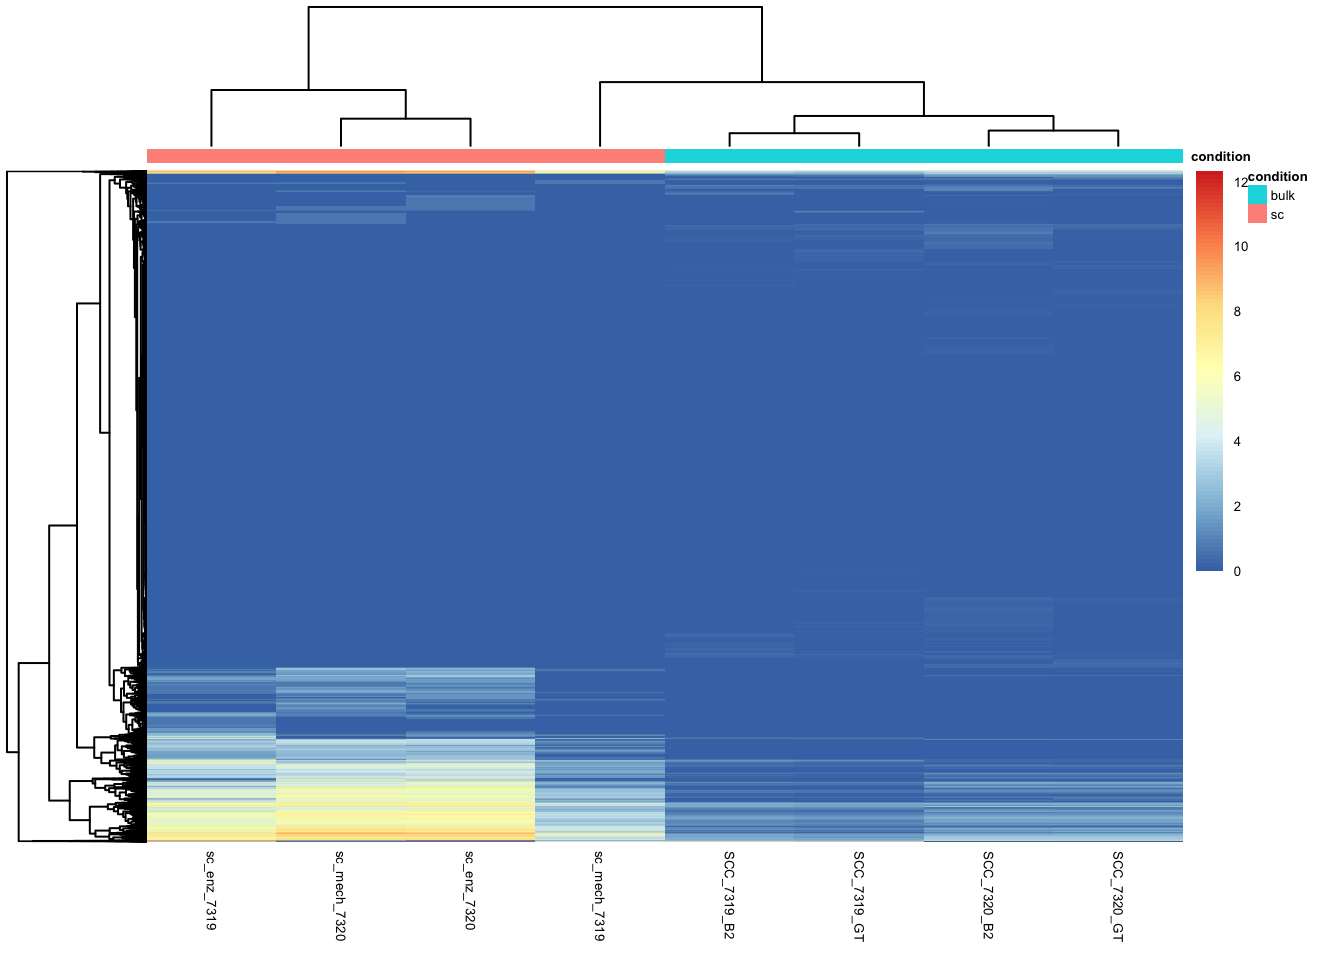 condition
condition
bulk
sc
12
10
8
6
4
2
0
sc_enz_7319
sc_mech_7320
sc_enz_7320
sc_mech_7319
SCC_7319_B2
SCC_7319_GT
SCC_7320_B2
SCC_7320_GT